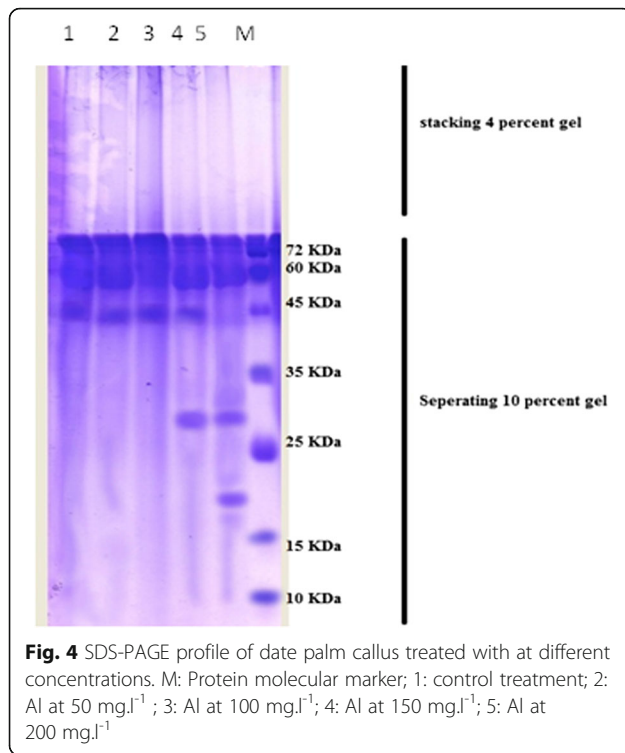 1 2 3 4 5 M
stacking 4 percent gel
72 KDa
60 KDa
45 KDa
35 KDa
Seperating 10 percent gel
25 KDa
15 KDa
10 KDa
Fig. 4 SDS-PAGE profile of date palm callus treated with at different
concentrations. M: Protein molecular marker; 1: control treatment; 2:
Al at 50 mg.l⁻¹ ; 3: Al at 100 mg.l⁻¹; 4: Al at 150 mg.l⁻¹; 5: Al at
200 mg.l⁻¹